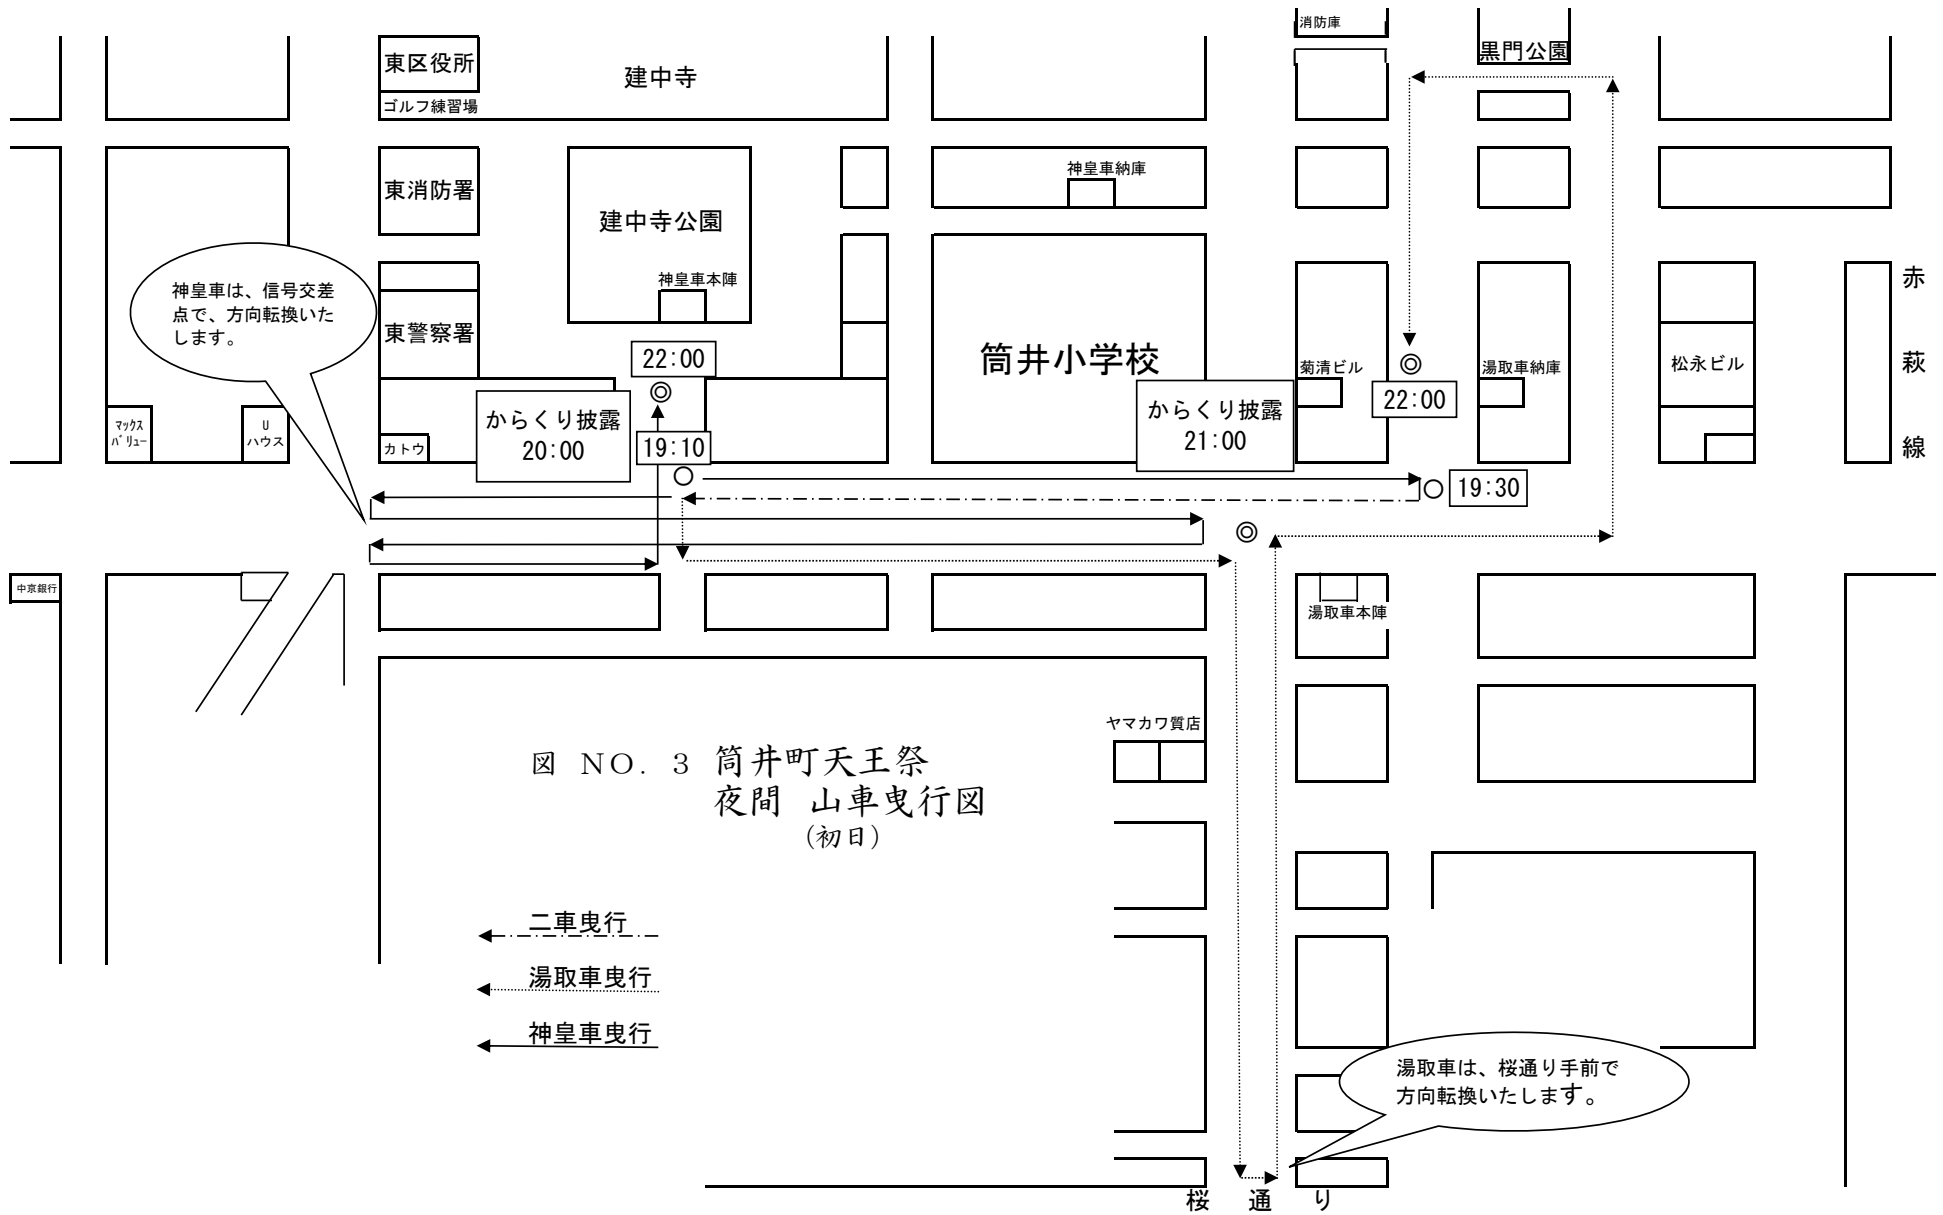 消防庫
東区役所
建中寺
黒門公園
ゴルフ練習場
神皇車納庫
東消防署
建中寺公園
神皇車本陣
神皇車は、信号交差
点で、方向転換いた
します。
赤
萩
線
東警察署
22:00
筒井小学校
菊清ビル
湯取車納庫
松永ビル
22:00
からくり披露
20:00
19:10
からくり披露
21:00
マックス
バリュー
U
ハウス
カトウ
19:30
中京銀行
湯取車本陣
ヤマカワ質店
図 NO. 3 筒井町天王祭
夜間 山車曳行図
(初日)
二車曳行
湯取車曳行
神皇車曳行
湯取車は、桜通り手前で
方向転換いたします。
桜 通 り